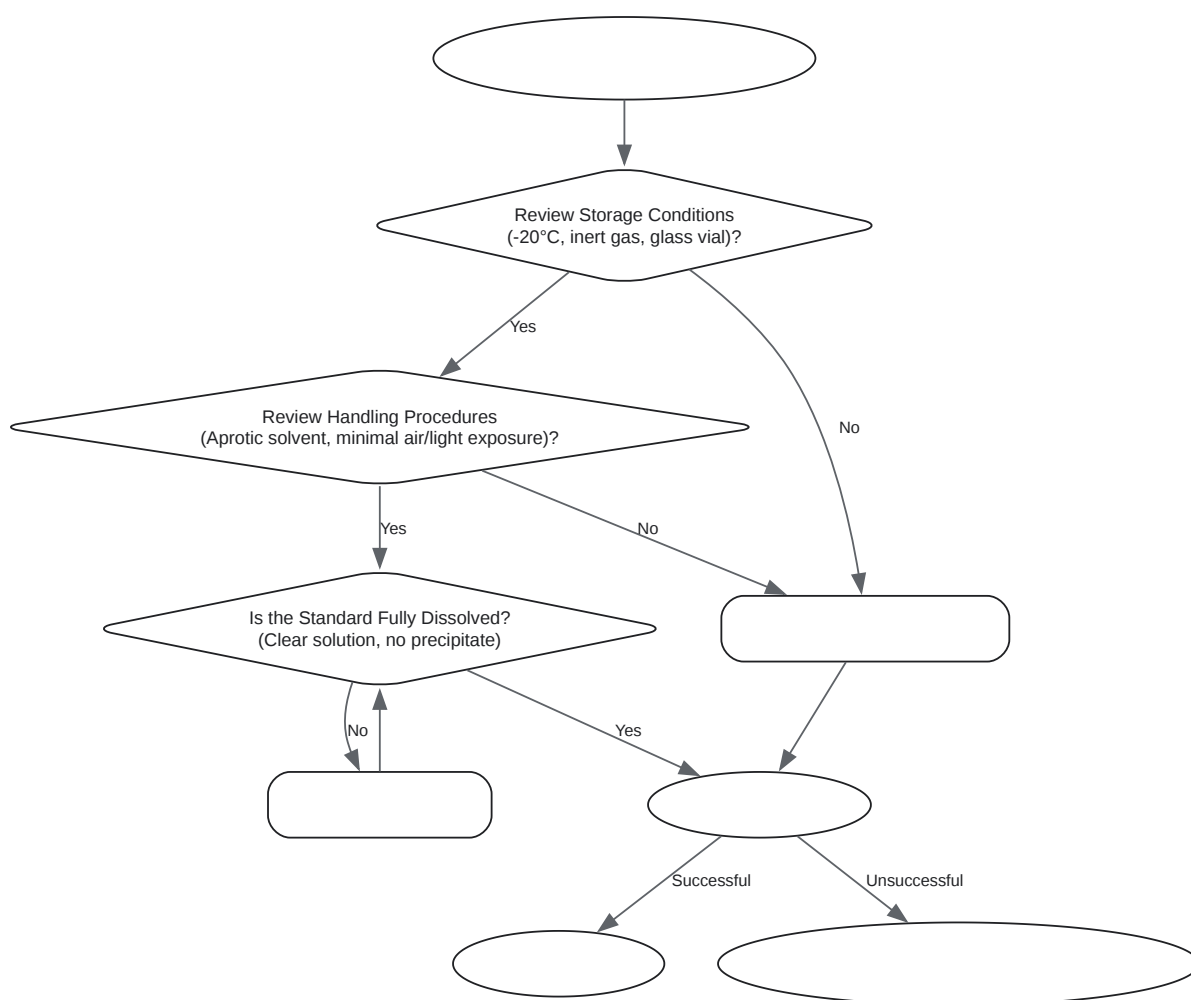 Review Storage Conditions
(-20°C, inert gas, glass vial)?
Yes
Review Handling Procedures
(Aprotic solvent, minimal air/light exposure)?
No
Yes
No
Is the Standard Fully Dissolved?
(Clear solution, no precipitate)
No
Yes
Successful
Unsuccessful